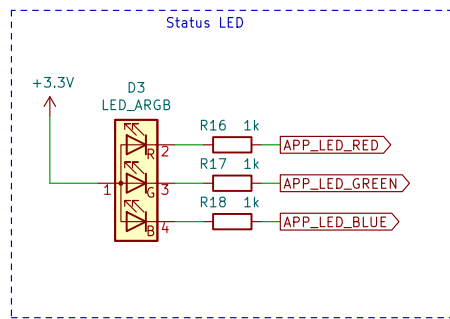 Status LED
+3.3V
D3
LED_ARGB
R16 1k
R 2
APP_LED_RED
R17 1k
1
G 3
APP_LED_GREEN
R18 1k
B 4
APP_LED_BLUE